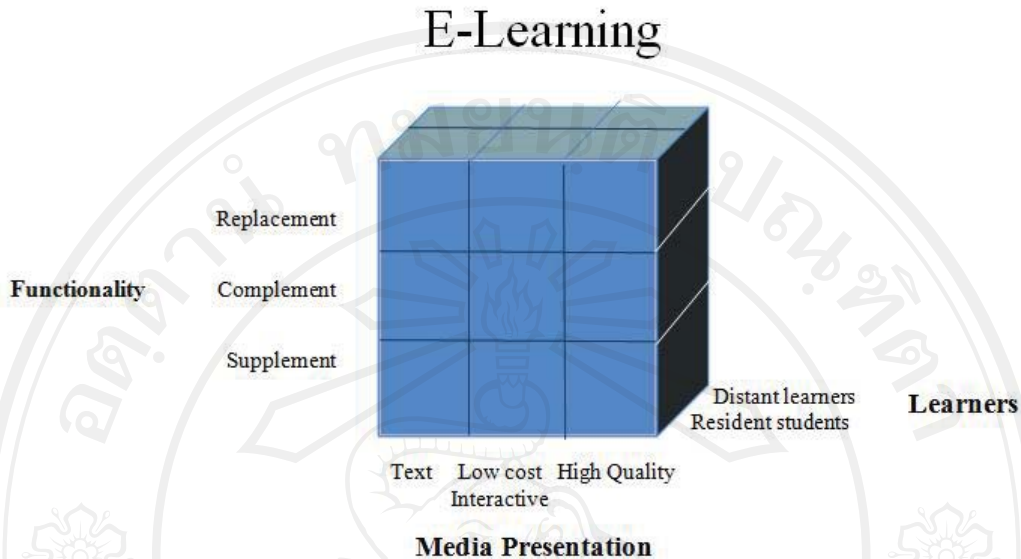 E-Learning
Replacement
Functionality
Complement
Supplement
Distant learners
Learners
Resident students
Text
Low cost
High Quality
Interactive
Media Presentation